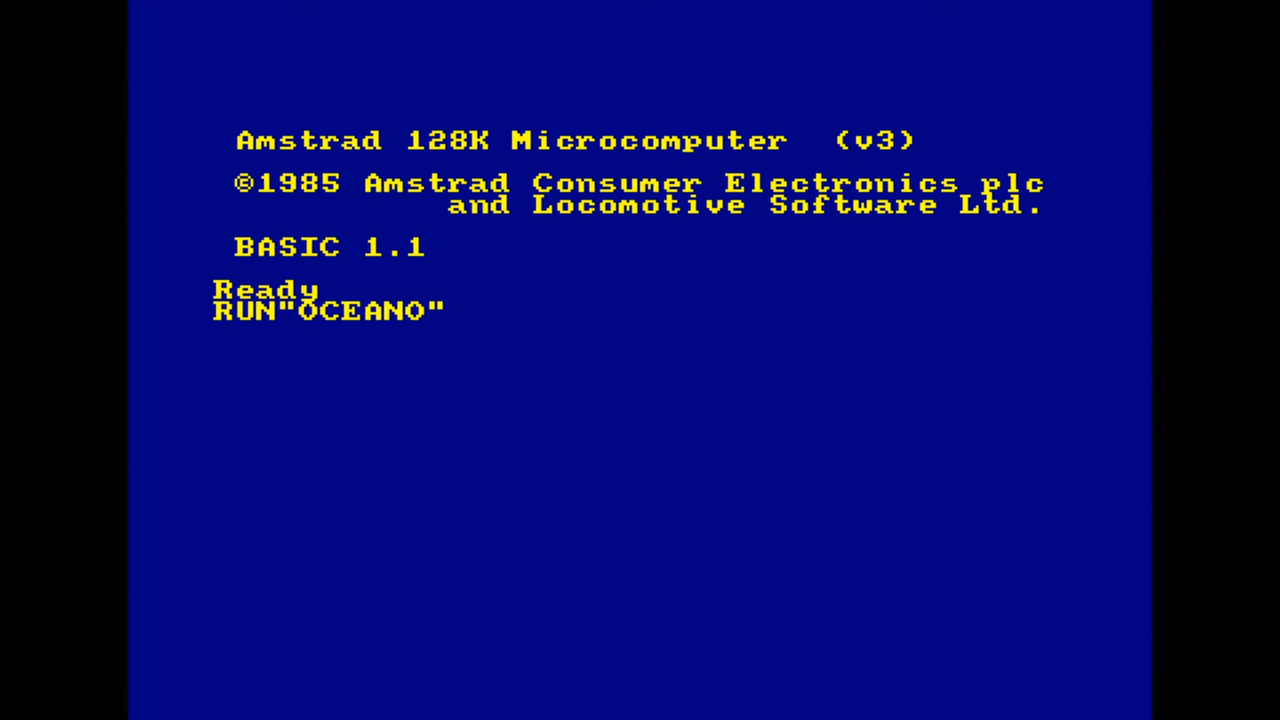 Amstrad 128K Microcomputer  (v3)
©1985 Amstrad Consumer Electronics plc
and Locomotive Software Ltd.
BASIC 1.1
Ready
RUN"OCEANO"